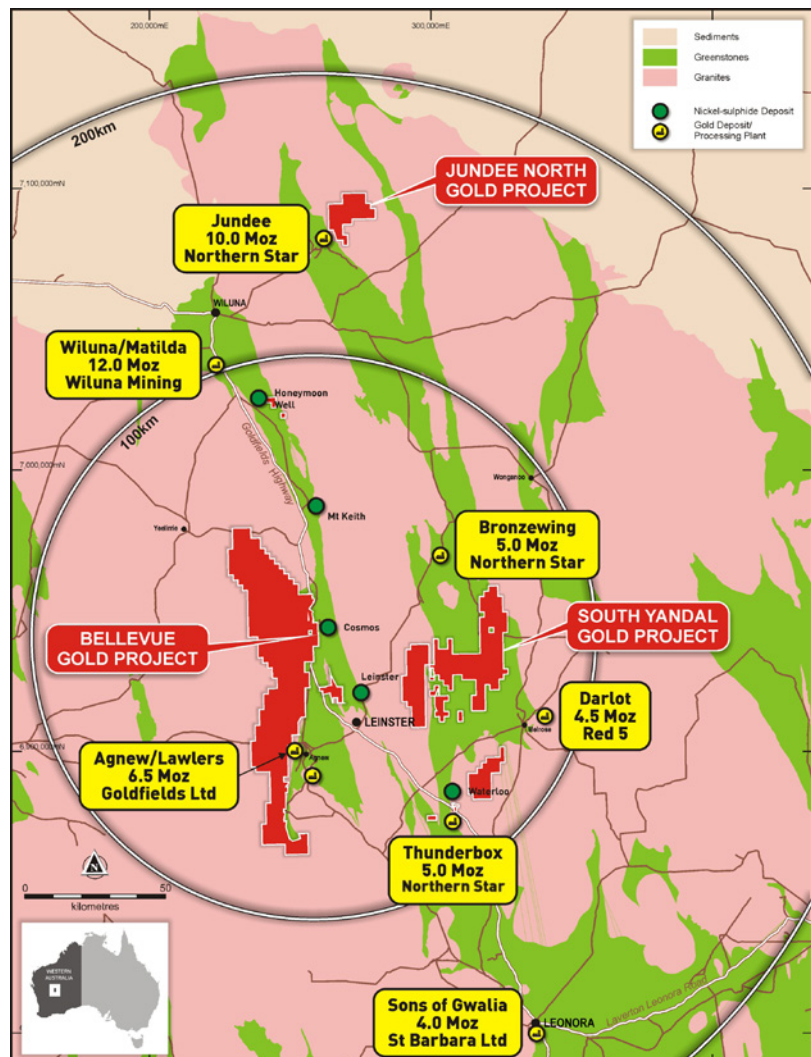 200,000mE
300,000mE
Sediments
Greenstones
Granites
Nickel-sulphide Deposit
Gold Deposit/
Processing Plant
200km
7,100,000mN
JUNDEE NORTH
GOLD PROJECT
Jundee
10.0 Moz
Northern Star
WILUNA
Wiluna/Matilda
12.0 Moz
Wiluna Mining
Honeymoon
Well
100km
Goldfields Highway
7,000,000mN
Wonganoo
Mt Keith
Yeelirrie
Bronzewing
5.0 Moz
Northern Star
BELLEVUE
GOLD PROJECT
Cosmos
SOUTH YANDAL
GOLD PROJECT
Leinster
LEINSTER
Darlot
4.5 Moz
Red 5
Melrose
6,900,000mN
Agnew/Lawlers
6.5 Moz
Goldfields Ltd
Agnew
Waterloo
Thunderbox
5.0 Moz
Northern Star
N
0
50
kilometres
WESTERN
AUSTRALIA
Sons of Gwalia
4.0 Moz
St Barbara Ltd
LEONORA
Laverton Leonora Road